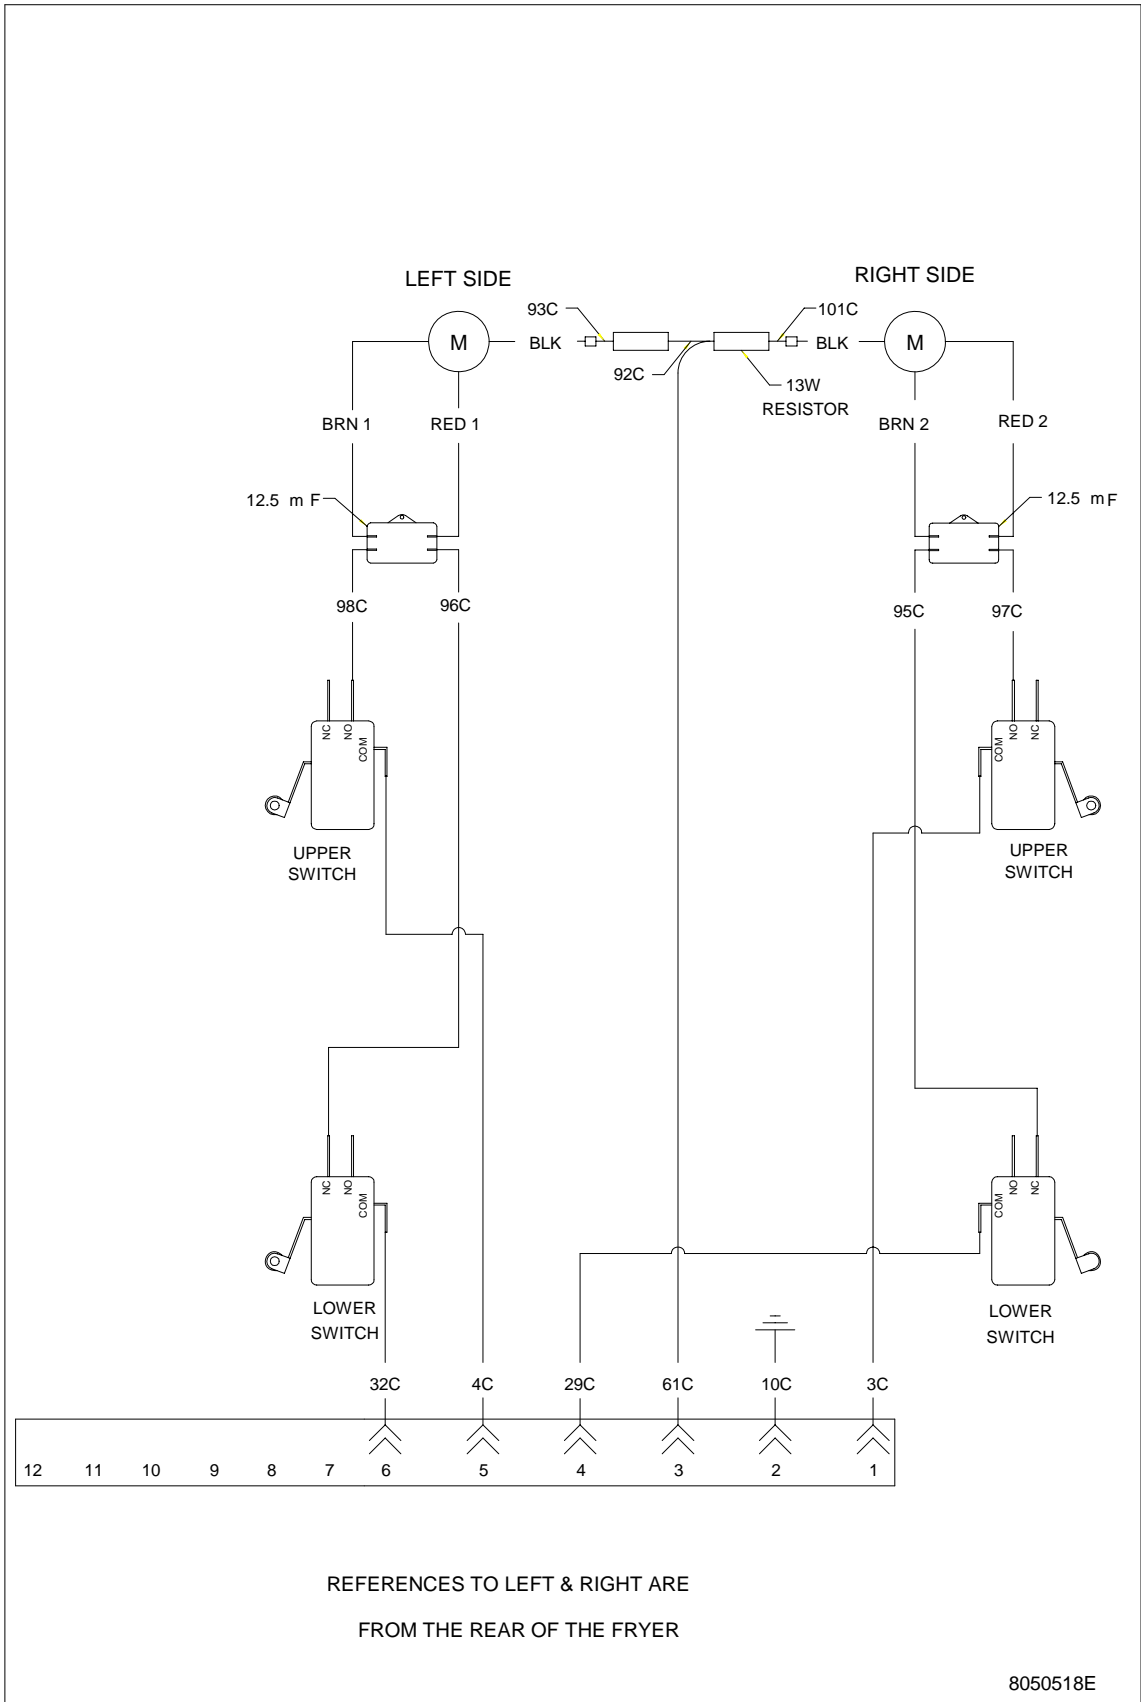 LEFT SIDE
RIGHT SIDE
93C
101C
M
BLK
BLK
M
92C
13W
RESISTOR
BRN 1
RED 1
BRN 2
RED 2
12.5 m F
12.5 m F
98C
96C
95C
97C
NC
NO
COM
COM
NO
NC
UPPER
SWITCH
UPPER
SWITCH
NC
NO
COM
COM
NO
NC
LOWER
SWITCH
LOWER
SWITCH
32C
4C
29C
61C
10C
3C
12 11 10 9 8 7 6 5 4 3 2 1
REFERENCES TO LEFT & RIGHT ARE
FROM THE REAR OF THE FRYER
8050518E